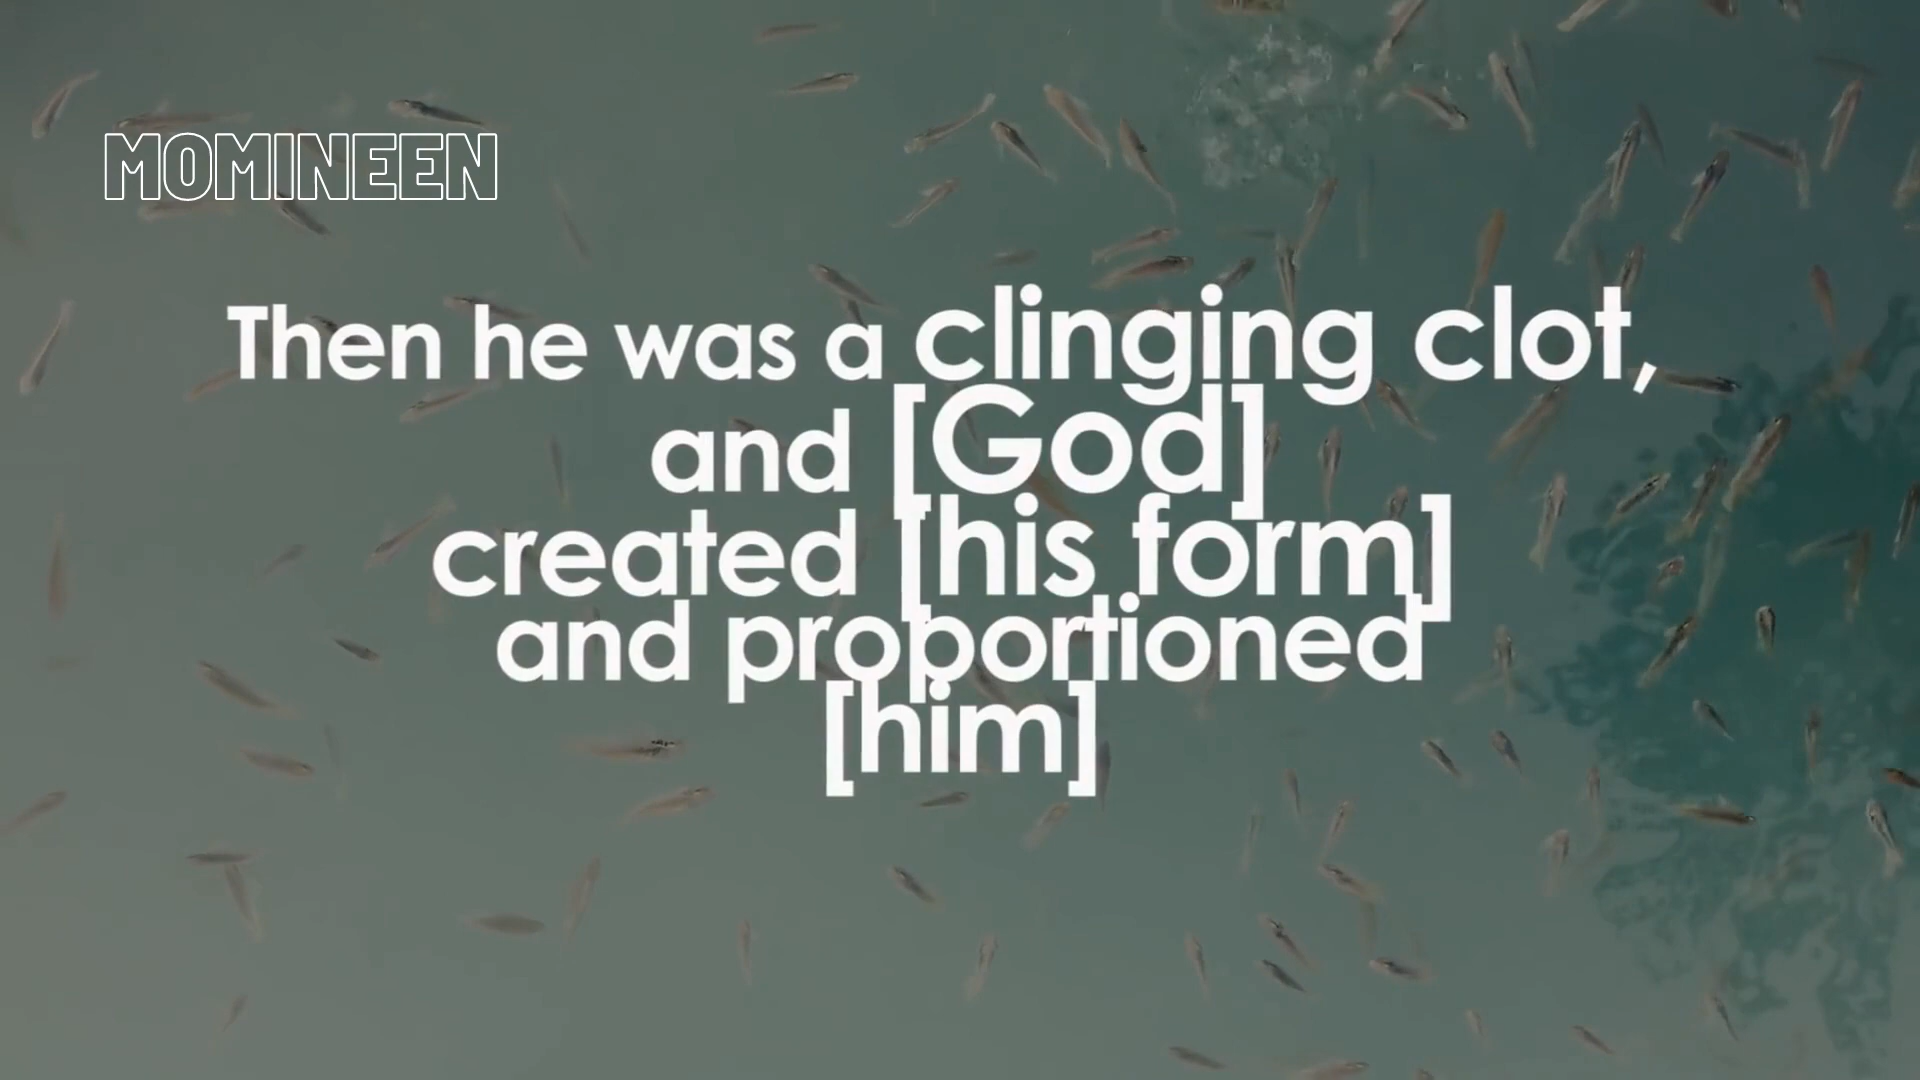 MOMINEEN
Then he was a clinging clot,
and [God]
created [his form]
and proportioned
[him]